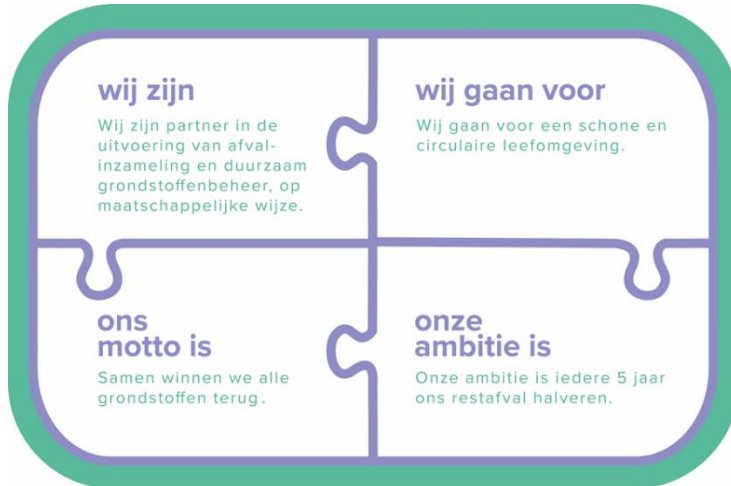 wij zijn
Wij zijn partner in de
uitvoering van afval-
inzameling en duurzaam
grondstoffenbeheer, op
maatschappelijke wijze.
wij gaan voor
Wij gaan voor een schone en
circulaire leefomgeving.
ons
motto is
Samen winnen we alle
grondstoffen terug.
onze
ambitie is
Onze ambitie is iedere 5 jaar
ons restafval halveren.